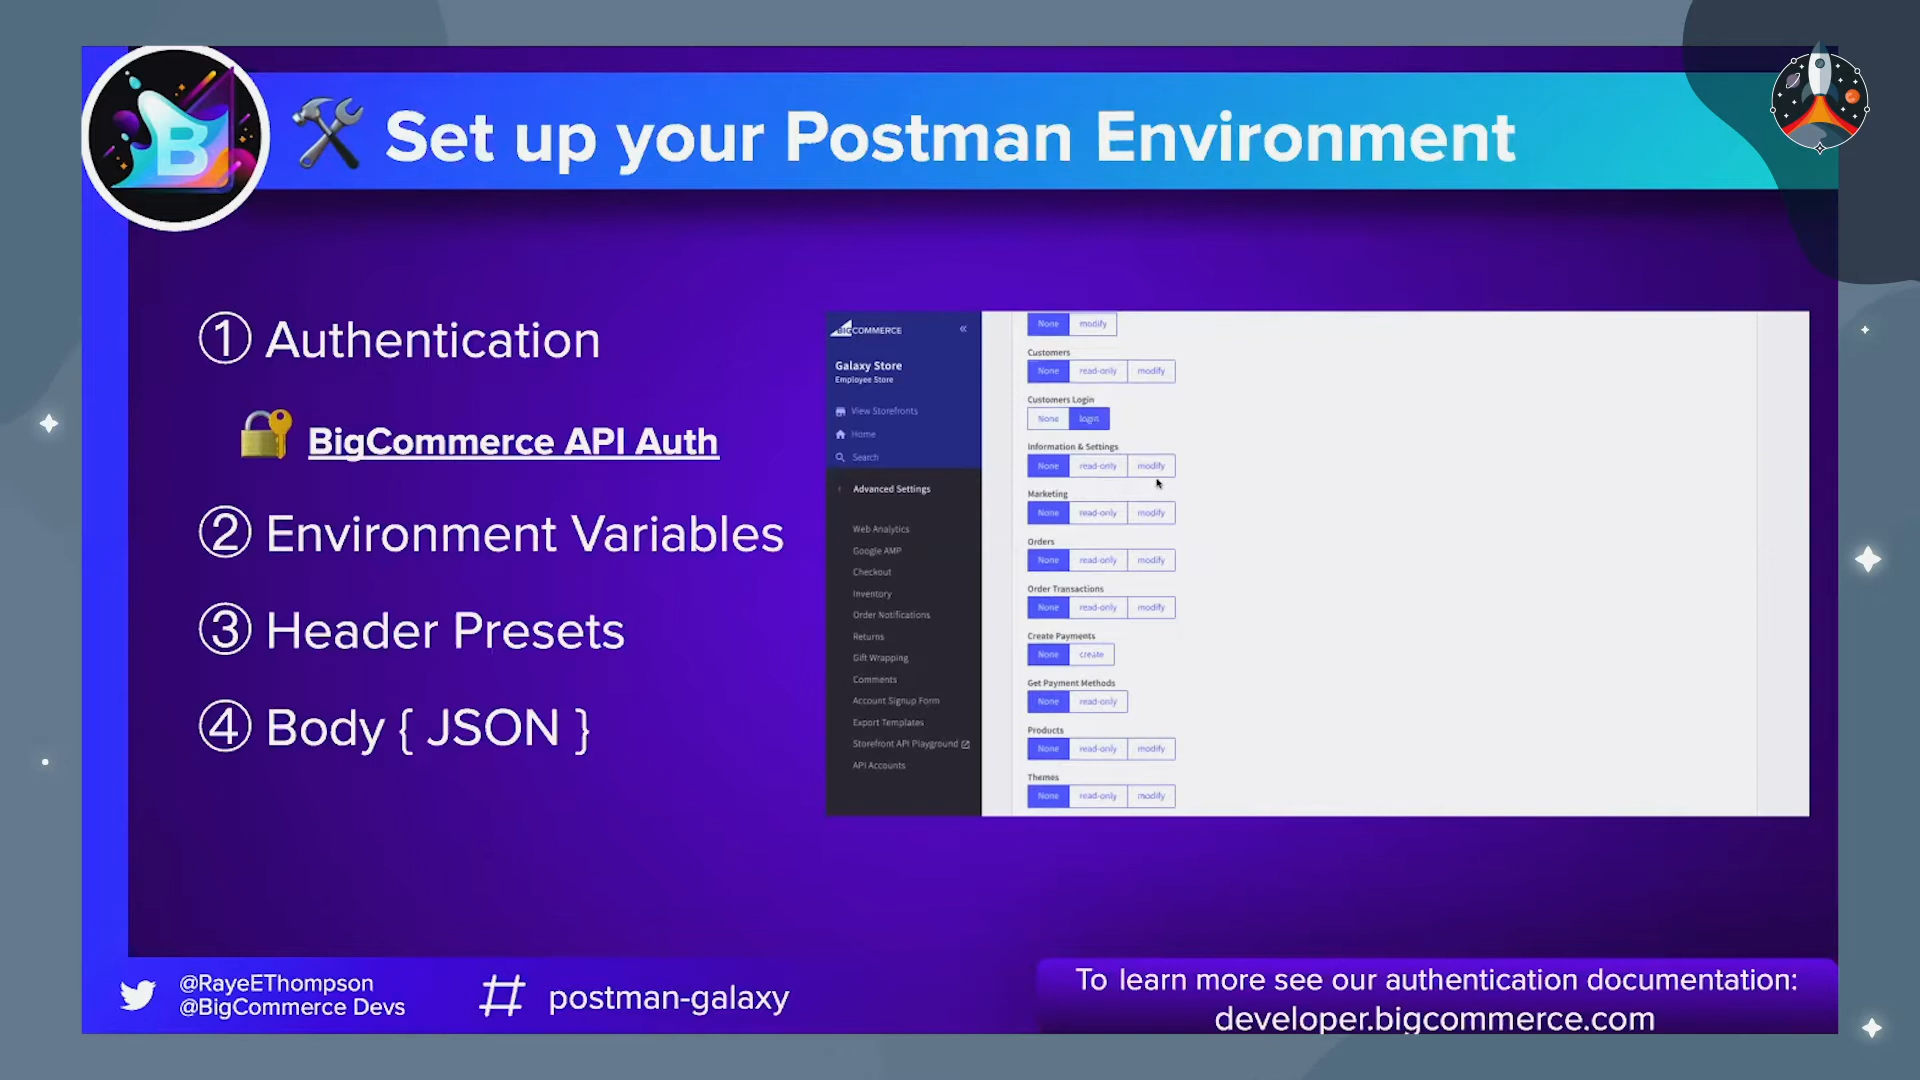 B
Set up your Postman Environment
① Authentication
BigCommerce API Auth
② Environment Variables
③ Header Presets
④ Body { JSON }
BIGCOMMERCE
«
Galaxy Store
Employee Store
View Storefronts
Home
Search
Advanced Settings
Web Analytics
Google AMP
Checkout
Inventory
Order Notifications
Returns
Gift Wrapping
Comments
Account Signup Form
Export Templates
Storefront API Playground
API Accounts
None modify
Customers
None read-only modify
Customers Login
None login
Information & Settings
None read-only modify
Marketing
None read-only modify
Orders
None read-only modify
Order Transactions
None read-only modify
Create Payments
None create
Get Payment Methods
None read-only
Products
None read-only modify
Themes
None read-only modify
@RayeEThompson
@BigCommerce Devs
# postman-galaxy
To learn more see our authentication documentation:
developer.bigcommerce.com